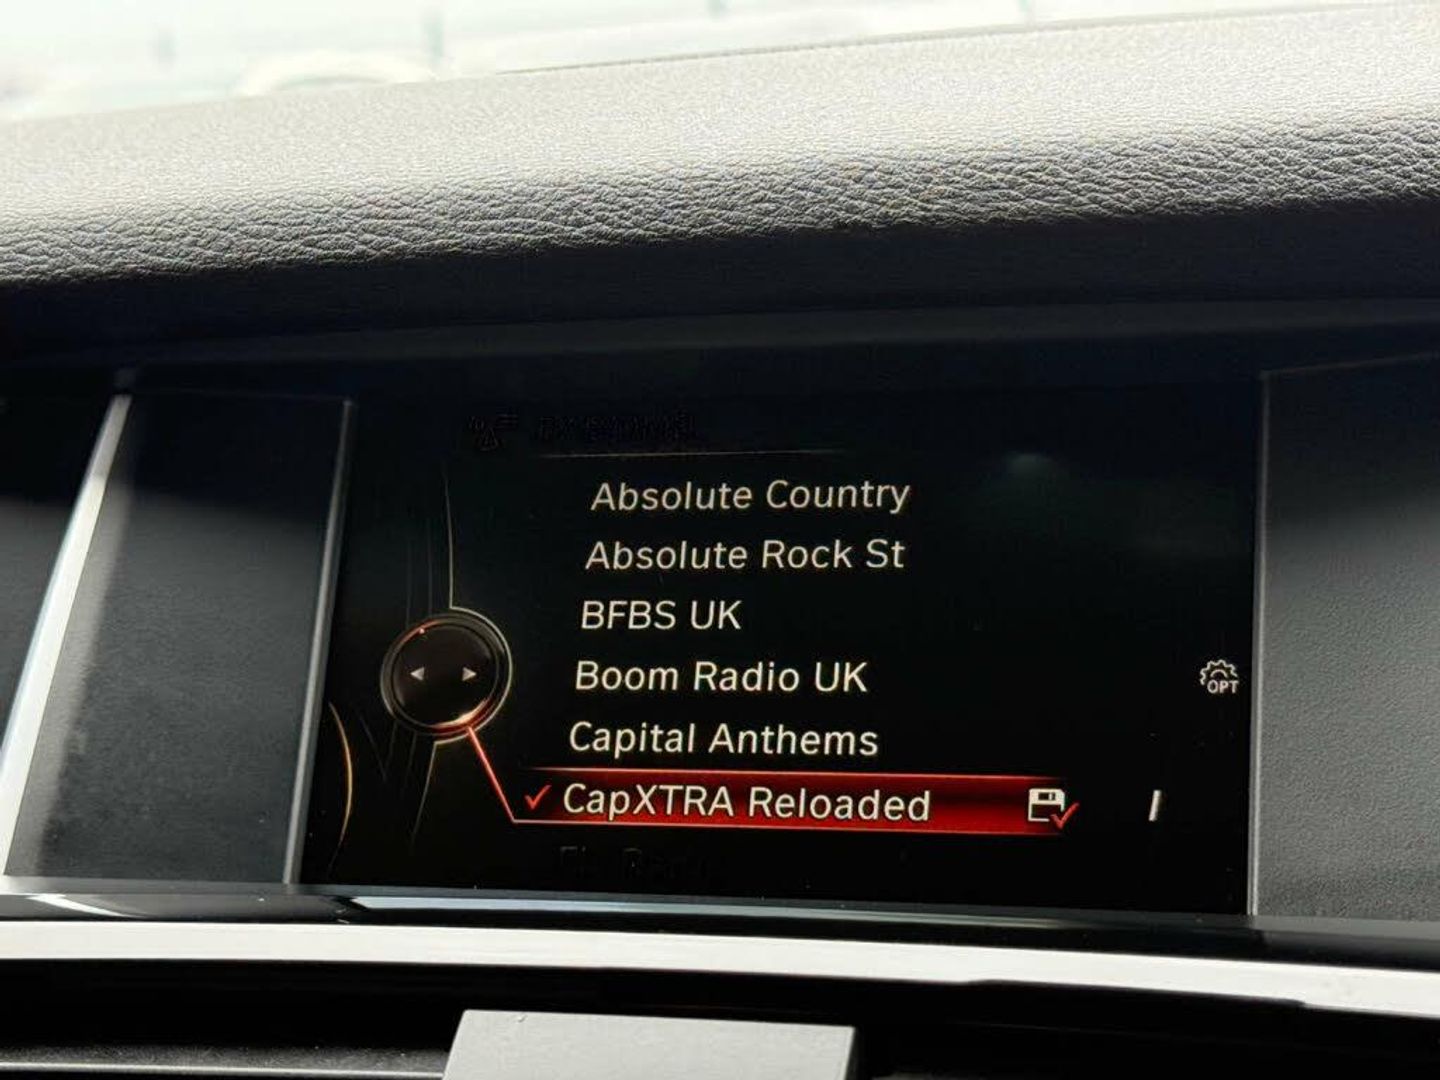 Absolute Country
Absolute Rock St
BFBS UK
Boom Radio UK
OPT
Capital Anthems
CapXTRA Reloaded